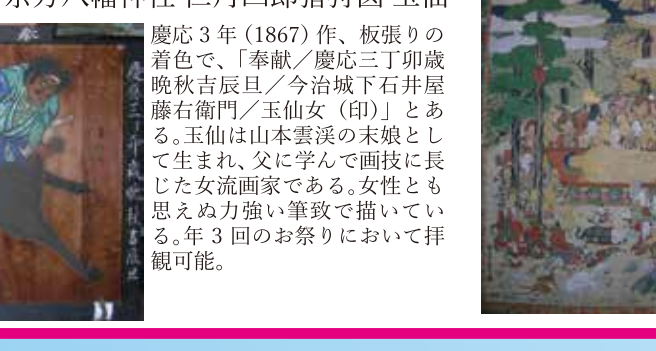 慶応3年(1867)作、板張りの
着色で、「奉献／慶応三丁卯歳
晩秋吉辰旦／今治城下石井屋
藤右衛門／玉仙女（印）」とあ
る。玉仙は山本雲渓の末娘とし
て生まれ、父に学んで画技に長
じた女流画家である。女性とも
思えぬ力強い筆致で描いてい
る。年3回のお祭りにおいて拝
観可能。